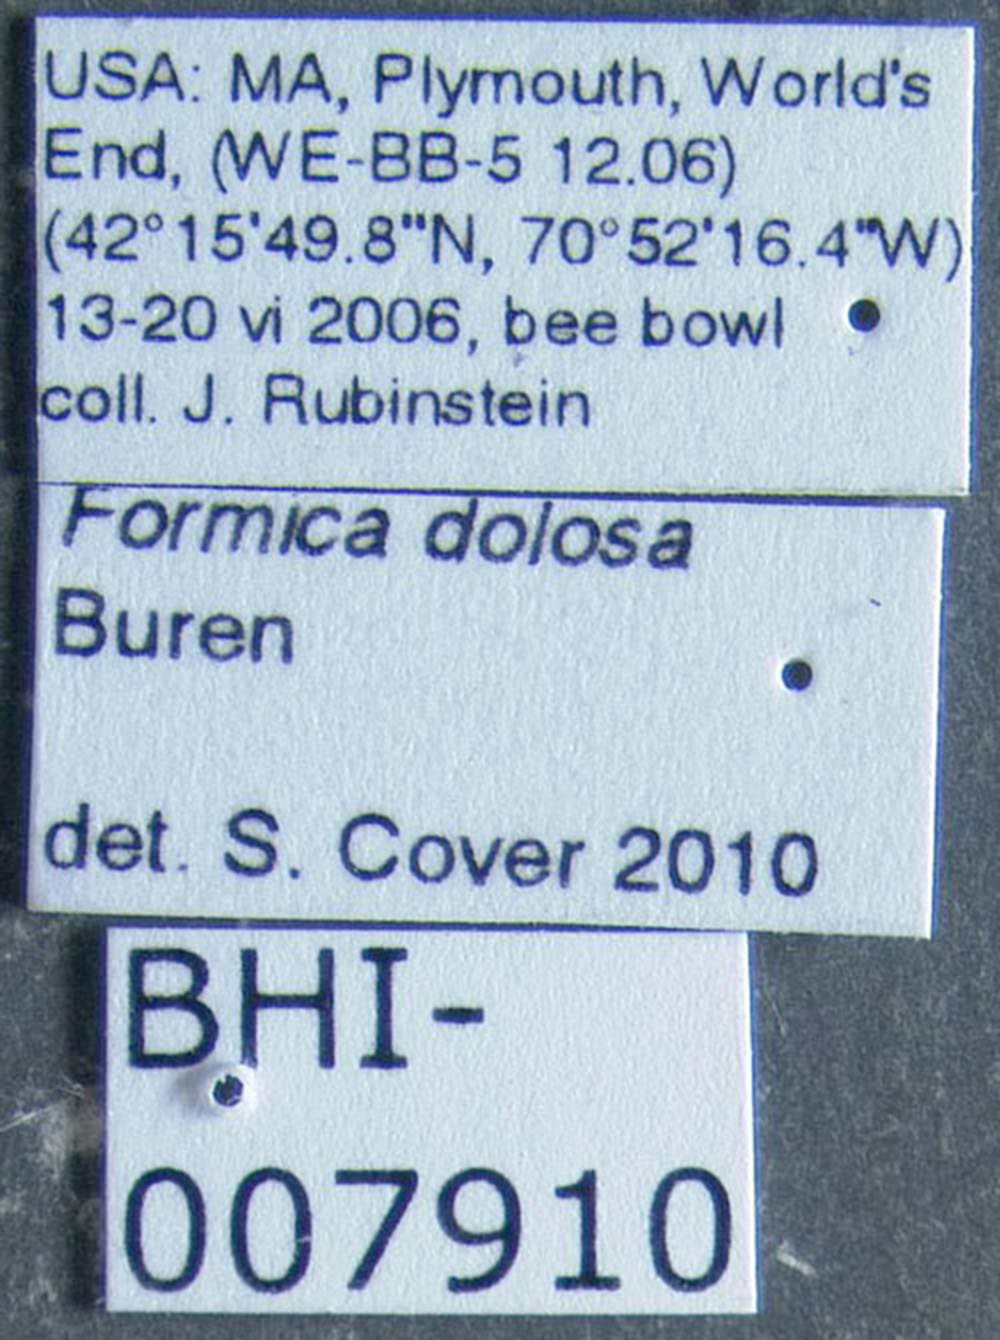 USA: MA, Plymouth, World's
End, (WE-BB-5 12.06)
(42°15'49.8"N, 70°52'16.4"W)
13-20 vi 2006, bee bowl
coll. J. Rubinstein
Formica dolosa
Buren
det. S. Cover 2010
BHI-
007910